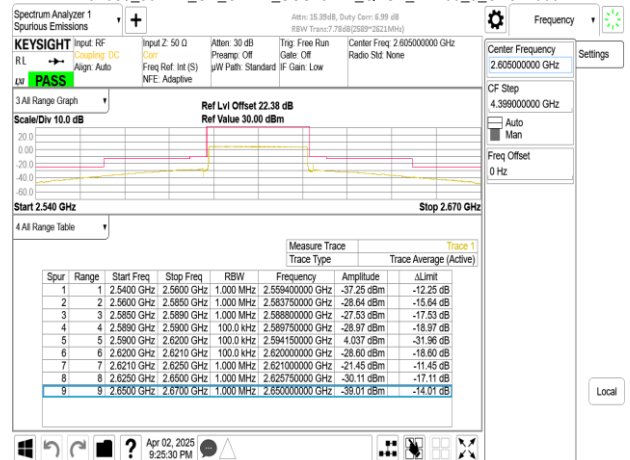 Spectrum Analyzer 1
Spurious Emissions
Attn: 15.39dB, Duty Corr: 6.99 dB
RBW Trans:7.78dB(2589~2621MHz)
Frequency
KEYSIGHT
RL
PASS
Input: RF
Coupling: DC
Align: Auto
Input Z: 50 Ω
Corr
Freq Ref: Int (S)
NFE: Adaptive
Atten: 30 dB
Preamp: Off
µW Path: Standard
Trig: Free Run
Gate: Off
IF Gain: Low
Center Freq: 2.605000000 GHz
Radio Std: None
Center Frequency
2.605000000 GHz
Settings
CF Step
4.399000000 GHz
Auto
Man
Freq Offset
0 Hz
3 All Range Graph
Scale/Div 10.0 dB
Ref Lvl Offset 22.38 dB
Ref Value 30.00 dBm
20.0
0.00
-20.0
-40.0
-60.0
Start 2.540 GHz
Stop 2.670 GHz
4 All Range Table
Measure Trace Trace 1
Trace Type Trace Average (Active)
Spur Range Start Freq Stop Freq RBW Frequency Amplitude ΔLimit
1 1 2.5400 GHz 2.5600 GHz 1.000 MHz 2.559400000 GHz -37.25 dBm -12.25 dB
2 2 2.5600 GHz 2.5850 GHz 1.000 MHz 2.583750000 GHz -28.64 dBm -15.64 dB
3 3 2.5850 GHz 2.5890 GHz 1.000 MHz 2.588800000 GHz -27.53 dBm -17.53 dB
4 4 2.5890 GHz 2.5900 GHz 100.0 kHz 2.589750000 GHz -28.97 dBm -18.97 dB
5 5 2.5900 GHz 2.6200 GHz 100.0 kHz 2.594150000 GHz 4.037 dBm -31.96 dB
6 6 2.6200 GHz 2.6210 GHz 100.0 kHz 2.620000000 GHz -28.60 dBm -18.60 dB
7 7 2.6210 GHz 2.6250 GHz 1.000 MHz 2.621000000 GHz -21.45 dBm -11.45 dB
8 8 2.6250 GHz 2.6500 GHz 1.000 MHz 2.625750000 GHz -30.11 dBm -17.11 dB
9 9 2.6500 GHz 2.6700 GHz 1.000 MHz 2.650000000 GHz -39.01 dBm -14.01 dB
Local
?
Apr 02, 2025
9:25:30 PM